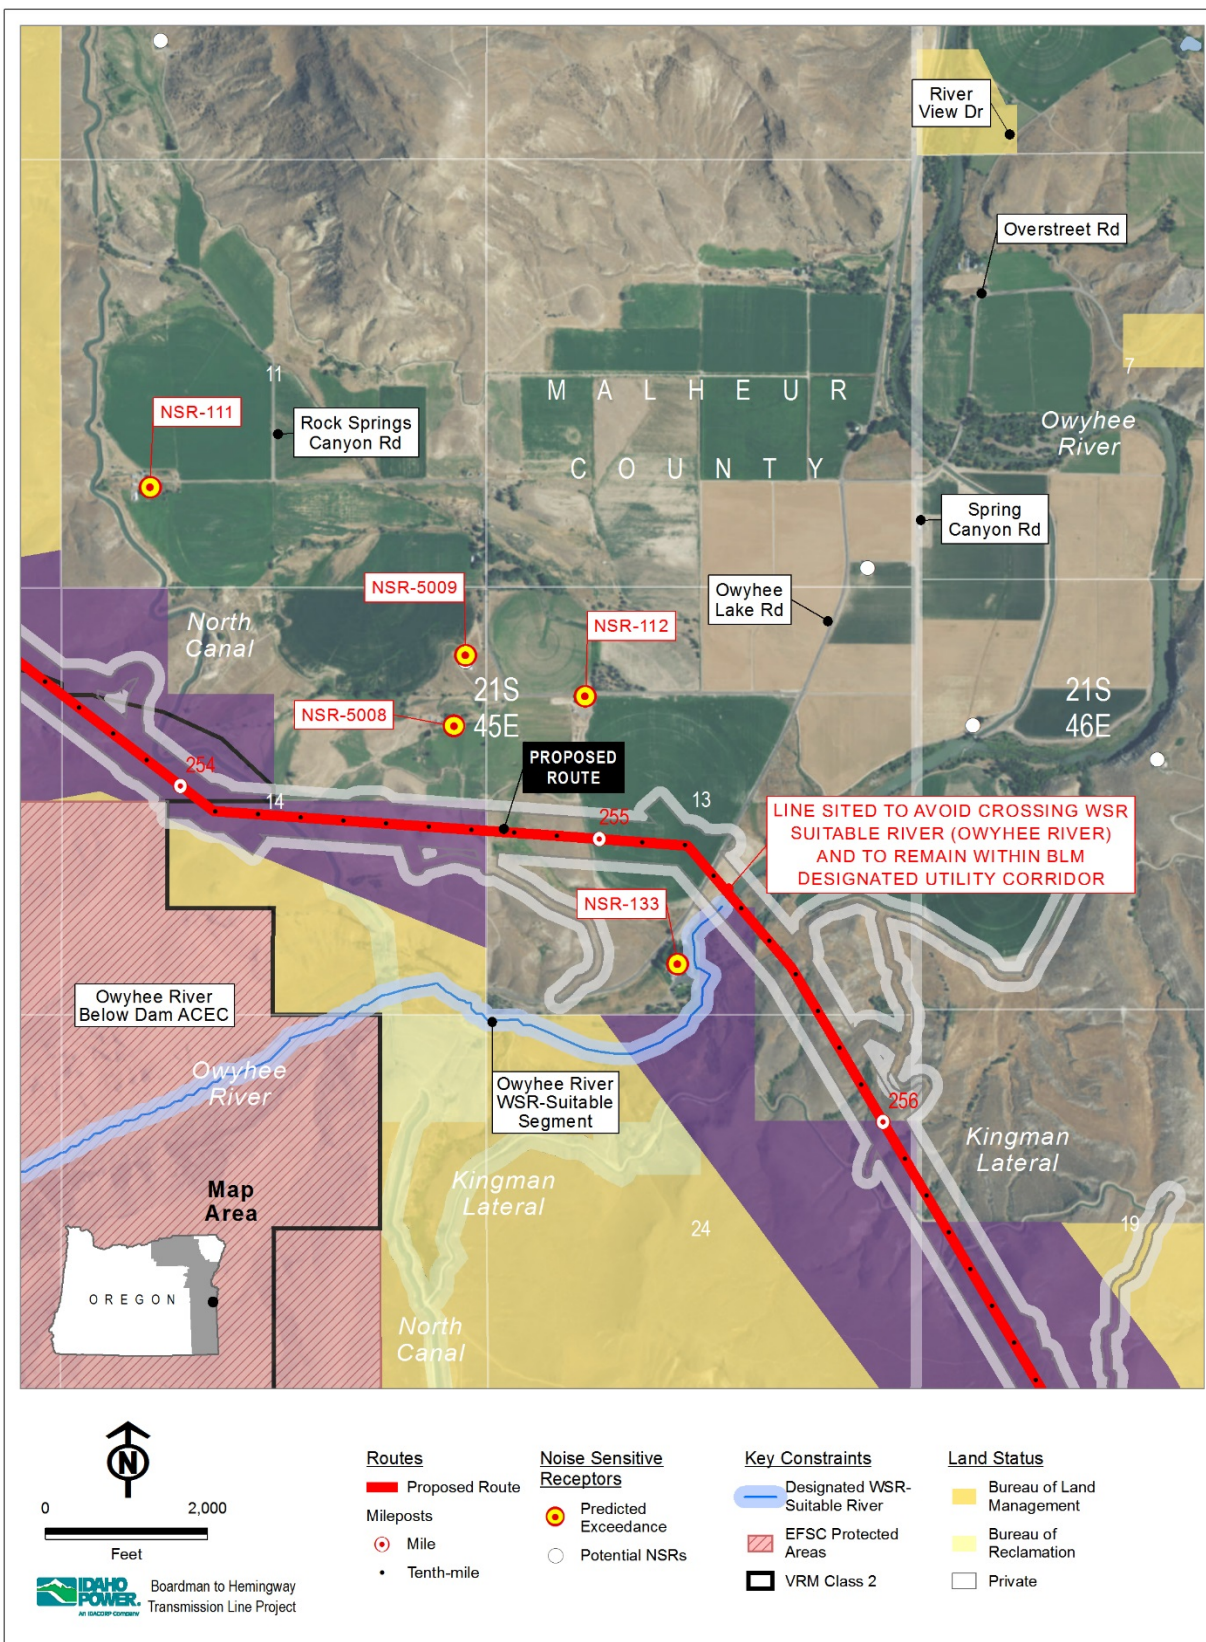 River
View Dr
Overstreet Rd
11
7
M A L H E U R
NSR-111
Rock Springs
Canyon Rd
Owyhee
River
C O U N T Y
Spring
Canyon Rd
NSR-5009
Owyhee
Lake Rd
North
Canal
NSR-112
21S
45E
21S
46E
NSR-5008
PROPOSED
ROUTE
254
14
255
13
LINE SITED TO AVOID CROSSING WSR
SUITABLE RIVER (OWYHEE RIVER)
AND TO REMAIN WITHIN BLM
DESIGNATED UTILITY CORRIDOR
NSR-133
Owyhee River
Below Dam ACEC
Owyhee
River
Owyhee River
WSR-Suitable
Segment
256
Kingman
Lateral
Kingman
Lateral
Map
Area
24
19
OREGON
North
Canal
N
0 2,000
Feet
IDAHO
POWER.
An IDACORP Company
Boardman to Hemingway
Transmission Line Project
Routes
Proposed Route
Mileposts
Mile
Tenth-mile
Noise Sensitive
Receptors
Predicted
Exceedance
Potential NSRs
Key Constraints
Designated WSR-
Suitable River
EFSC Protected
Areas
VRM Class 2
Land Status
Bureau of Land
Management
Bureau of
Reclamation
Private